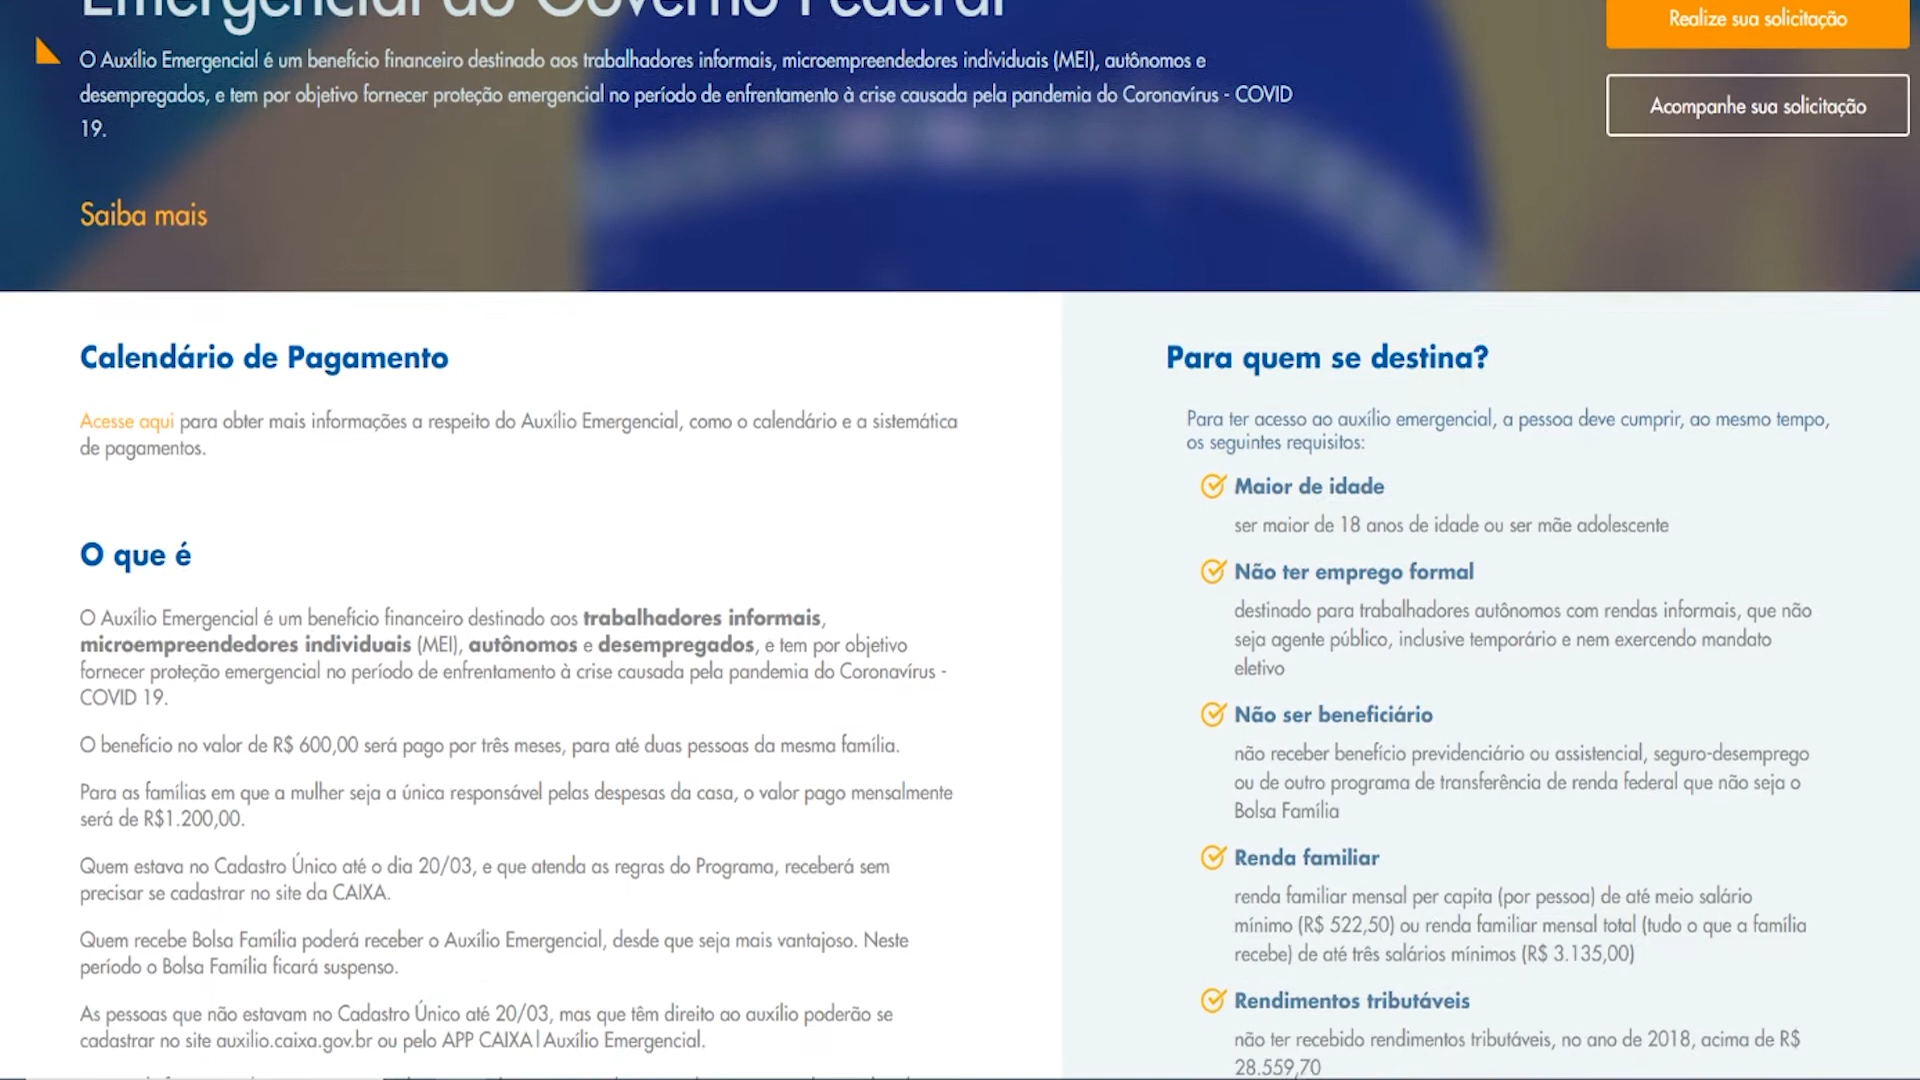 Emergencial do Governo Federal
O Auxílio Emergencial é um benefício financeiro destinado aos trabalhadores informais, microempreendedores individuais (MEI), autônomos e
desempregados, e tem por objetivo fornecer proteção emergencial no período de enfrentamento à crise causada pela pandemia do Coronavírus - COVID
19.
Saiba mais
Realize sua solicitação
Acompanhe sua solicitação
Calendário de Pagamento
Acesse aqui para obter mais informações a respeito do Auxílio Emergencial, como o calendário e a sistemática
de pagamentos.
O que é
O Auxílio Emergencial é um benefício financeiro destinado aos trabalhadores informais,
microempreendedores individuais (MEI), autônomos e desempregados, e tem por objetivo
fornecer proteção emergencial no período de enfrentamento à crise causada pela pandemia do Coronavírus -
COVID 19.
O benefício no valor de R$ 600,00 será pago por três meses, para até duas pessoas da mesma família.
Para as famílias em que a mulher seja a única responsável pelas despesas da casa, o valor pago mensalmente
será de R$1.200,00.
Quem estava no Cadastro Único até o dia 20/03, e que atenda as regras do Programa, receberá sem
precisar se cadastrar no site da CAIXA.
Quem recebe Bolsa Família poderá receber o Auxílio Emergencial, desde que seja mais vantajoso. Neste
período o Bolsa Família ficará suspenso.
As pessoas que não estavam no Cadastro Único até 20/03, mas que têm direito ao auxílio poderão se
cadastrar no site auxilio.caixa.gov.br ou pelo APP CAIXA|Auxílio Emergencial.
Para quem se destina?
Para ter acesso ao auxílio emergencial, a pessoa deve cumprir, ao mesmo tempo,
os seguintes requisitos:
Maior de idade
ser maior de 18 anos de idade ou ser mãe adolescente
Não ter emprego formal
destinado para trabalhadores autônomos com rendas informais, que não
seja agente público, inclusive temporário e nem exercendo mandato
eletivo
Não ser beneficiário
não receber benefício previdenciário ou assistencial, seguro-desemprego
ou de outro programa de transferência de renda federal que não seja o
Bolsa Família
Renda familiar
renda familiar mensal per capita (por pessoa) de até meio salário
mínimo (R$ 522,50) ou renda familiar mensal total (tudo o que a família
recebe) de até três salários mínimos (R$ 3.135,00)
Rendimentos tributáveis
não ter recebido rendimentos tributáveis, no ano de 2018, acima de R$
28.559,70